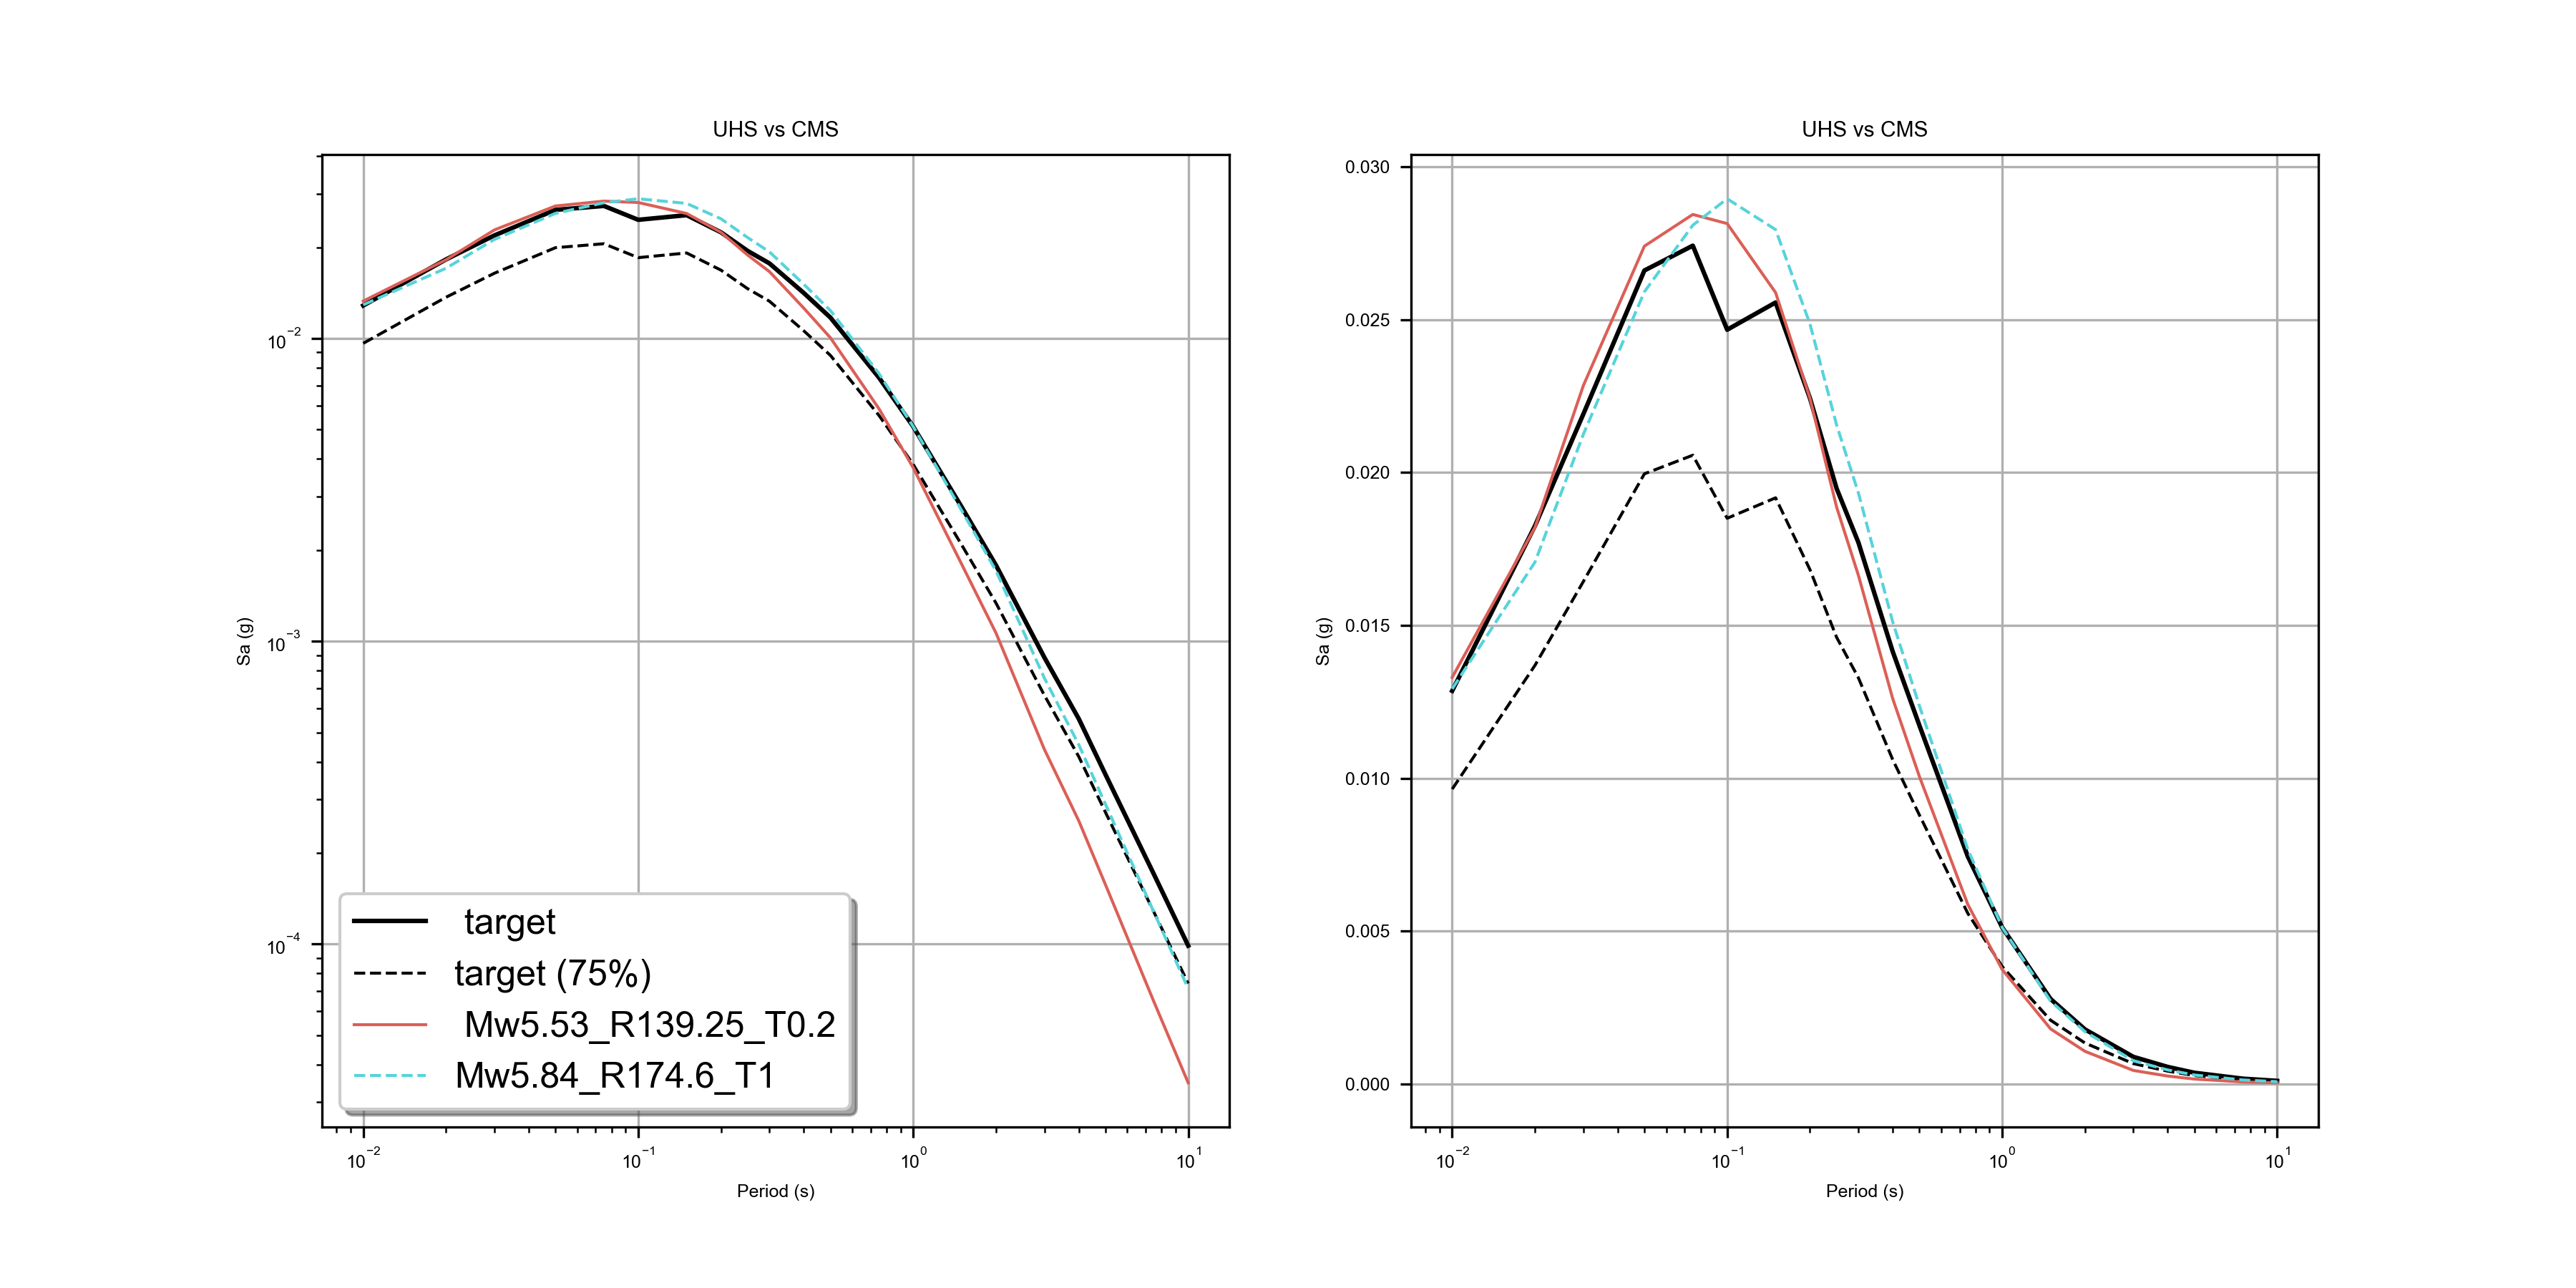 UHS vs CMS
Sa (g)
10⁻²
10⁻³
10⁻⁴
target
target (75%)
Mw5.53_R139.25_T0.2
Mw5.84_R174.6_T1
10⁻² 10⁻¹ 10⁰ 10¹
Period (s)
UHS vs CMS
Sa (g)
0.030
0.025
0.020
0.015
0.010
0.005
0.000
10⁻² 10⁻¹ 10⁰ 10¹
Period (s)